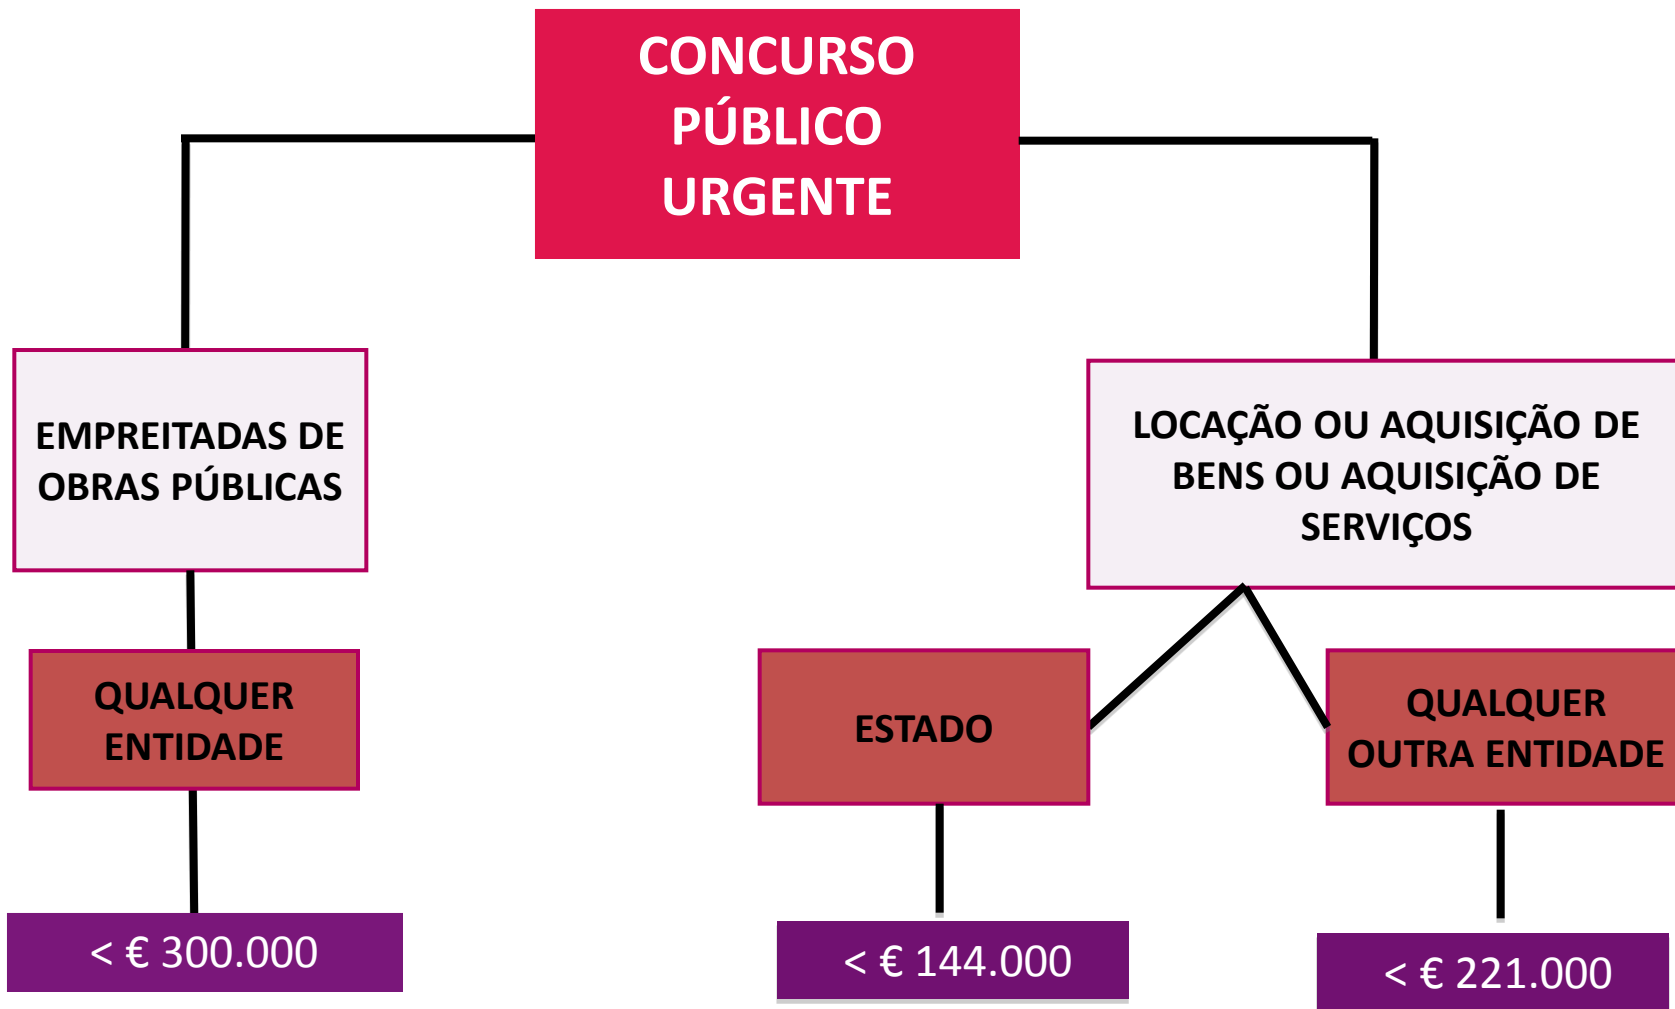 CONCURSO
PÚBLICO
URGENTE
EMPREITADAS DE
OBRAS PÚBLICAS
LOCAÇÃO OU AQUISIÇÃO DE
BENS OU AQUISIÇÃO DE
SERVIÇOS
QUALQUER
ENTIDADE
ESTADO
QUALQUER
OUTRA ENTIDADE
< € 300.000
< € 144.000
< € 221.000